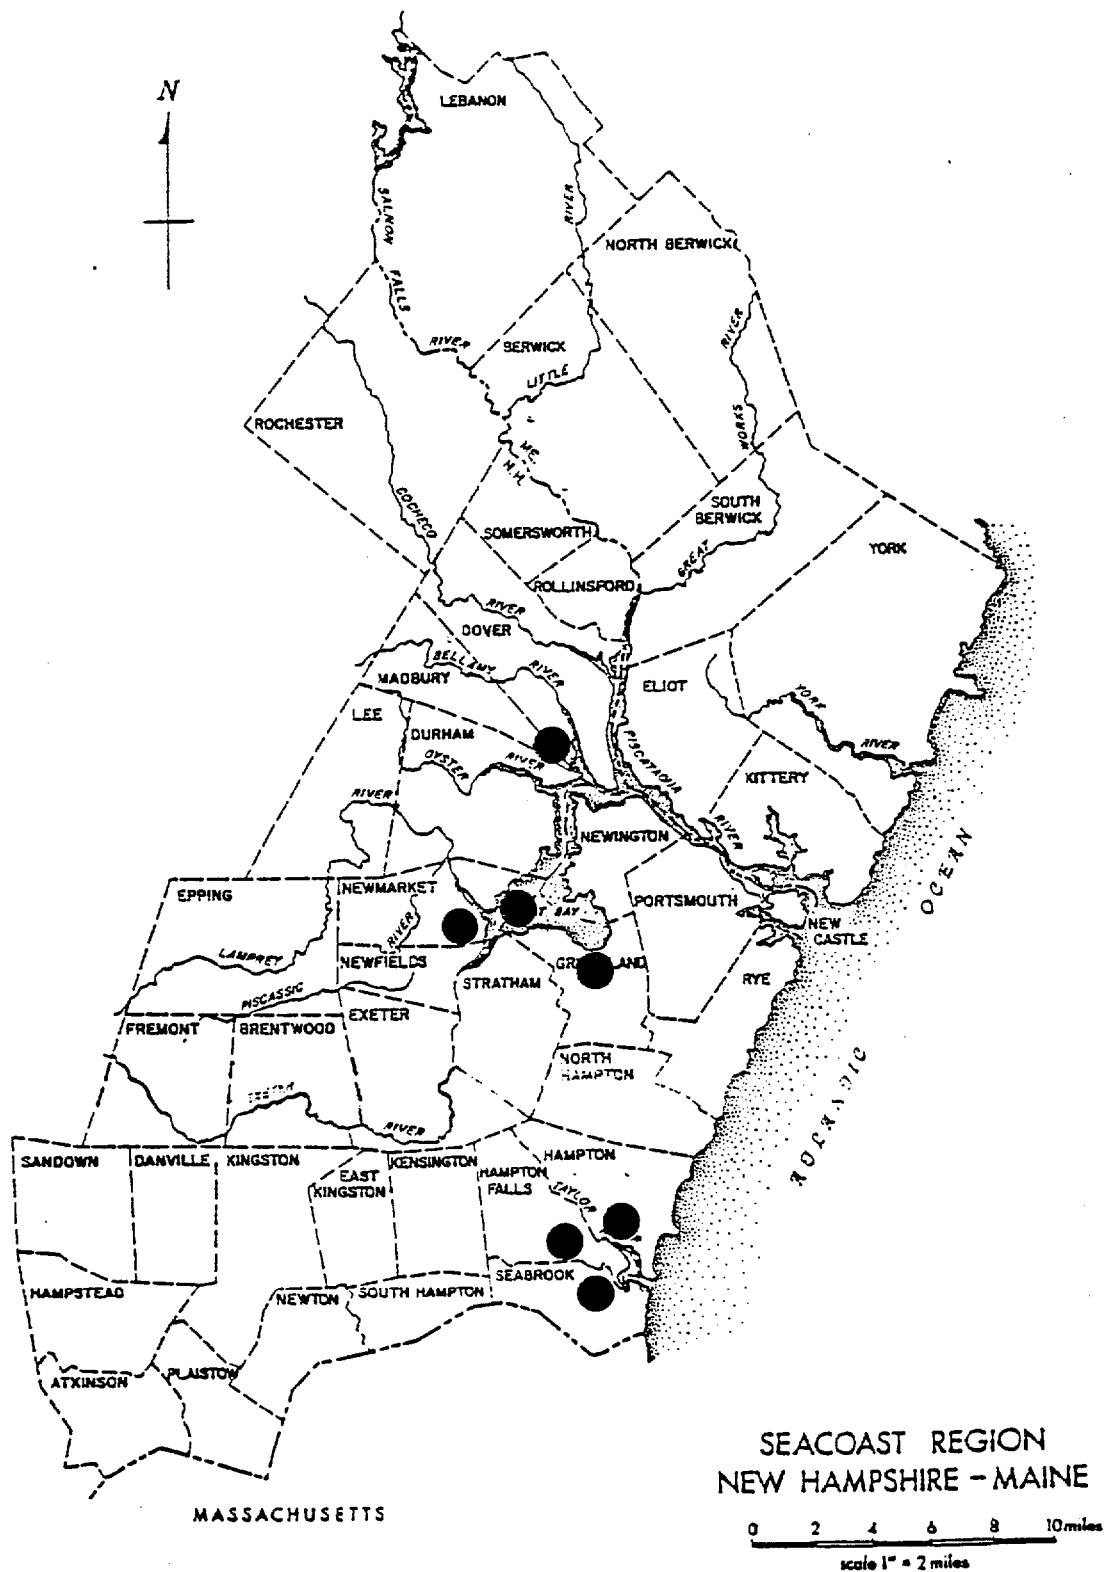 N
LEBANON
SALMON
FALLS
RIVER
RIVER
NORTH BERWICK
RIVER
BERWICK
LITTLE
WORKS
ROCHESTER
ME.
N.H.
COCHECO
SOUTH
BERWICK
SOMERSWORTH
GREAT
YORK
ROLLINSFORD
RIVER
DOVER
BELLAMY
RIVER
MADBURY
ELIOT
YORK
RIVER
LEE
DURHAM
OYSTER
RIVER
PISCATAQUA
RIVER
KITTERY
RIVER
NEWINGTON
OCEAN
EPPING
NEWMARKET
RIVER
T BAY
PORTSMOUTH
NEW
CASTLE
LAMPREY
NEWFIELDS
STRATHAM
RYE
PISCASSIC
FREMONT
BRENTWOOD
EXETER
NORTH
HAMPTON
EXETER
RIVER
SANDOWN
DANVILLE
KINGSTON
EAST
KINGSTON
KENSINGTON
HAMPTON
FALLS
HAMPTON
TAYLOR
SEABROOK
HAMPSTEAD
NEWTON
SOUTH HAMPTON
ATKINSON
PLAISTOW
MASSACHUSETTS
SEACOAST REGION
NEW HAMPSHIRE - MAINE
0 2 4 6 8 10 miles
scale 1" = 2 miles